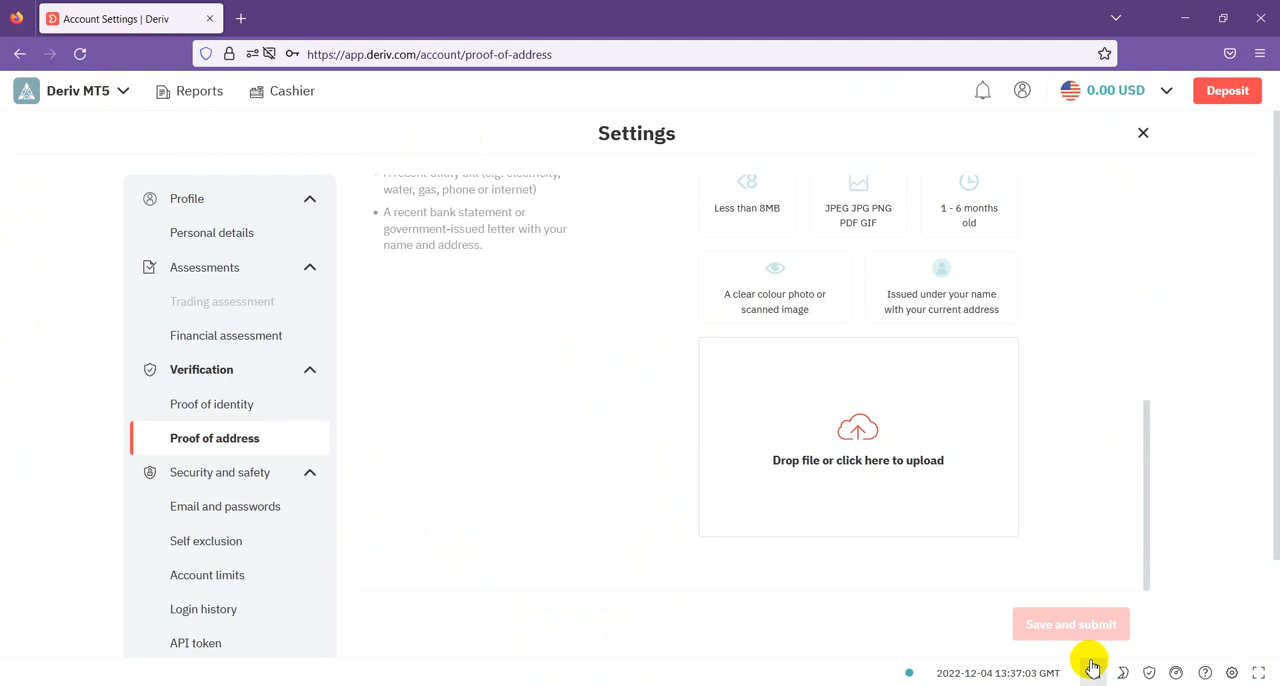 Account Settings | Deriv
https://app.deriv.com/account/proof-of-address
Deriv MT5
Reports
Cashier
0.00 USD
Deposit
Settings
Profile
Personal details
Assessments
Trading assessment
Financial assessment
Verification
Proof of identity
Proof of address
Security and safety
Email and passwords
Self exclusion
Account limits
Login history
API token
A recent utility bill (e.g. electricity,
water, gas, phone or internet)
A recent bank statement or
government-issued letter with your
name and address.
<8
Less than 8MB
JPEG JPG PNG
PDF GIF
1 - 6 months
old
A clear colour photo or
scanned image
Issued under your name
with your current address
Drop file or click here to upload
Save and submit
2022-12-04 13:37:03 GMT